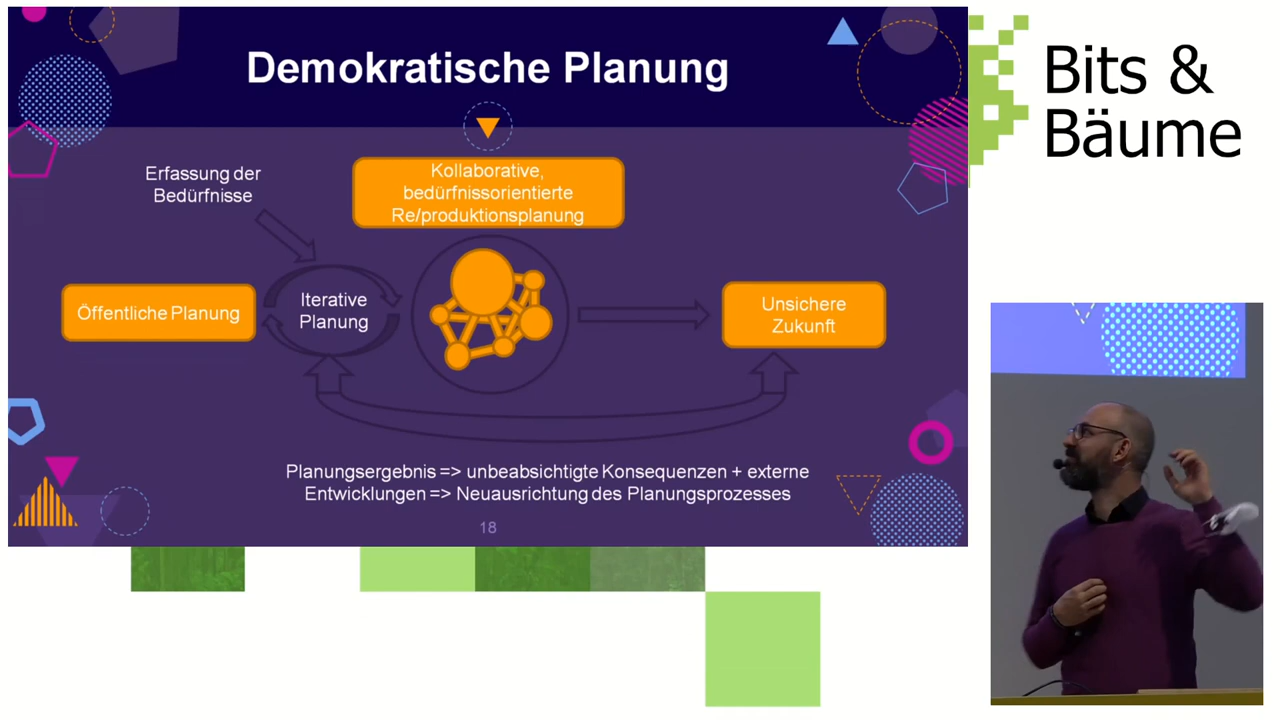 Demokratische Planung
Erfassung der
Bedürfnisse
Kollaborative,
bedürfnissorientierte
Re/produktionsplanung
Öffentliche Planung
Iterative
Planung
Unsichere
Zukunft
Planungsergebnis => unbeabsichtigte Konsequenzen + externe
Entwicklungen => Neuausrichtung des Planungsprozesses
18
Bits &
Bäume